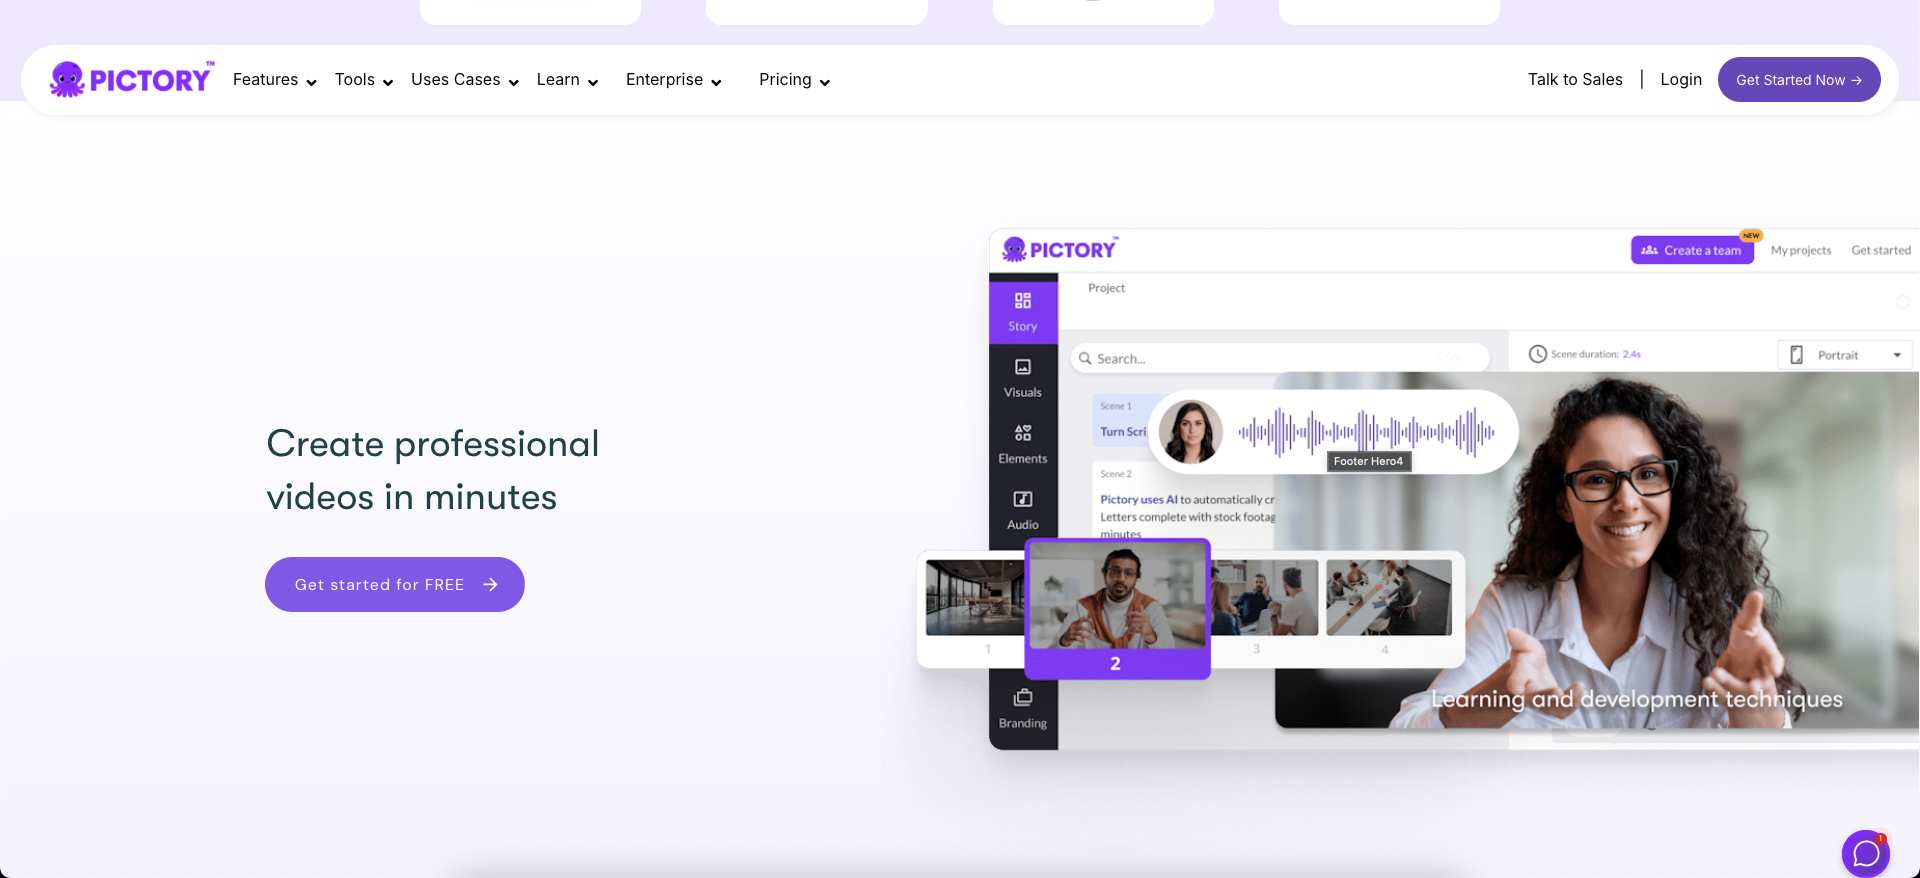 PICTORY™
Features
Tools
Uses Cases
Learn
Enterprise
Pricing
Talk to Sales
|
Login
Get Started Now →
Create professional
videos in minutes
Get started for FREE →
PICTORY™
NEW
Create a team
My projects
Get started
Project
Story
Visuals
Elements
Audio
Branding
Search...
Scene duration: 2.4s
Portrait
Scene 1
Turn Scri
Footer Hero4
Scene 2
Pictory uses AI to automatically cr
Letters complete with stock footag
minutes
1
2
3
4
Learning and development techniques
1